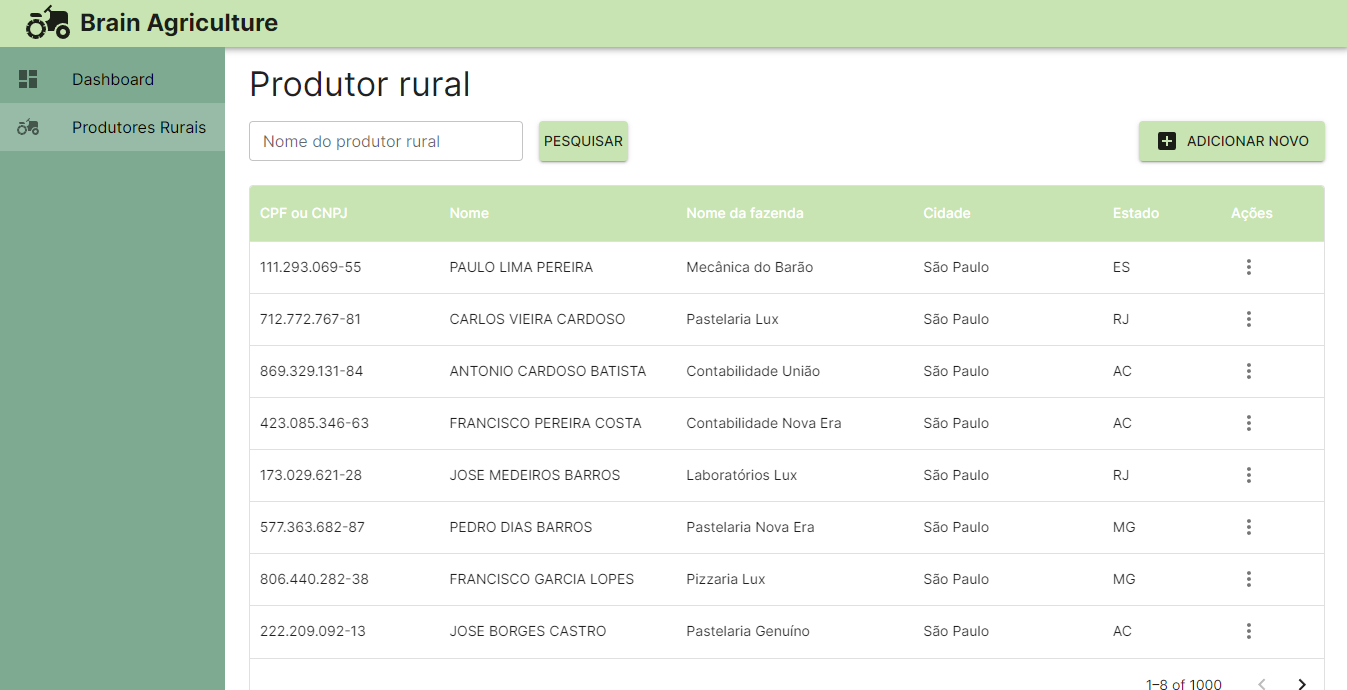 Brain Agriculture
Dashboard
Produtores Rurais
Produtor rural
Nome do produtor rural PESQUISAR ADICIONAR NOVO
CPF ou CNPJ Nome Nome da fazenda Cidade Estado Ações
111.293.069-55 PAULO LIMA PEREIRA Mecânica do Barão São Paulo ES
712.772.767-81 CARLOS VIEIRA CARDOSO Pastelaria Lux São Paulo RJ
869.329.131-84 ANTONIO CARDOSO BATISTA Contabilidade União São Paulo AC
423.085.346-63 FRANCISCO PEREIRA COSTA Contabilidade Nova Era São Paulo AC
173.029.621-28 JOSE MEDEIROS BARROS Laboratórios Lux São Paulo RJ
577.363.682-87 PEDRO DIAS BARROS Pastelaria Nova Era São Paulo MG
806.440.282-38 FRANCISCO GARCIA LOPES Pizzaria Lux São Paulo MG
222.209.092-13 JOSE BORGES CASTRO Pastelaria Genuíno São Paulo AC
1–8 of 1000